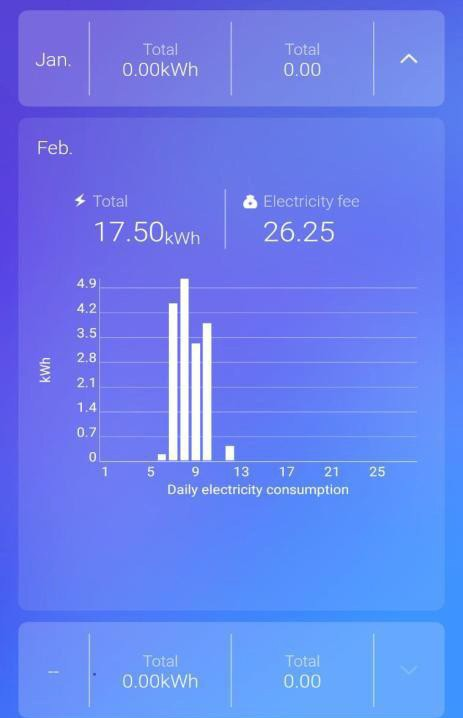 Jan.
Total
0.00kWh
Total
0.00
Feb.
Total
17.50kWh
Electricity fee
26.25
4.9
4.2
3.5
2.8
2.1
1.4
0.7
0
kWh
1 5 9 13 17 21 25
Daily electricity consumption
--
Total
0.00kWh
Total
0.00